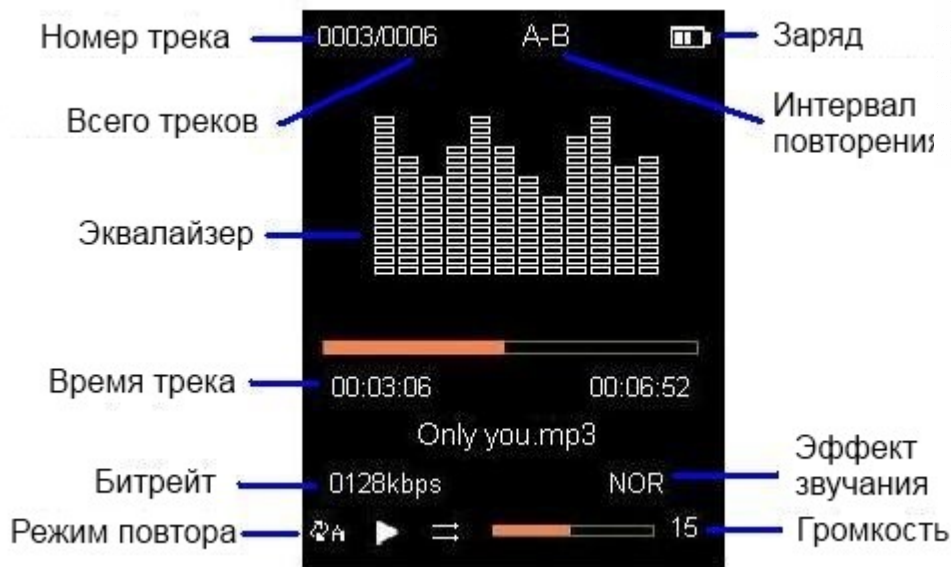 Номер трека
0003/0006
A-B
Заряд
Всего треков
Интервал
повторения
Эквалайзер
Время трека
00:03:06
00:06:52
Only you.mp3
Битрейт
0128kbps
NOR
Эффект
звучания
Режим повтора
A
15
Громкость